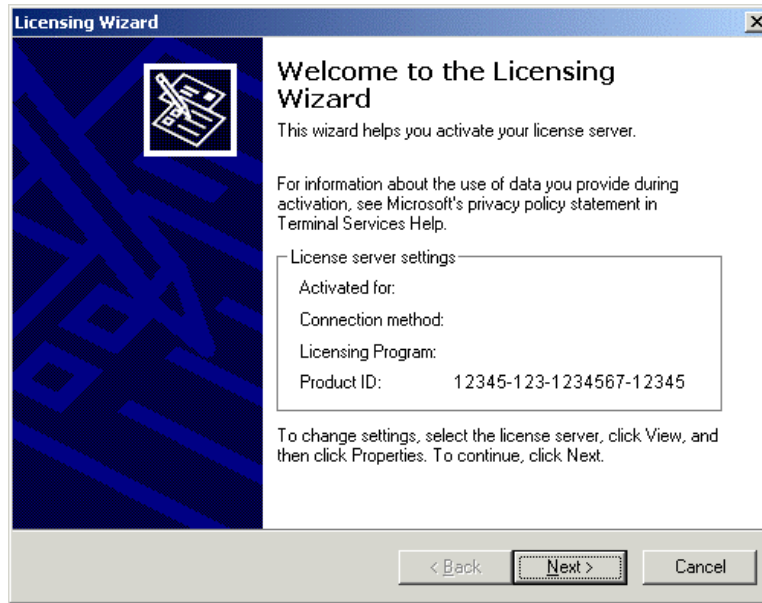 Licensing Wizard
Welcome to the Licensing
Wizard
This wizard helps you activate your license server.
For information about the use of data you provide during
activation, see Microsoft's privacy policy statement in
Terminal Services Help.
License server settings
Activated for:
Connection method:
Licensing Program:
Product ID: 12345-123-1234567-12345
To change settings, select the license server, click View, and
then click Properties. To continue, click Next.
< Back Next > Cancel